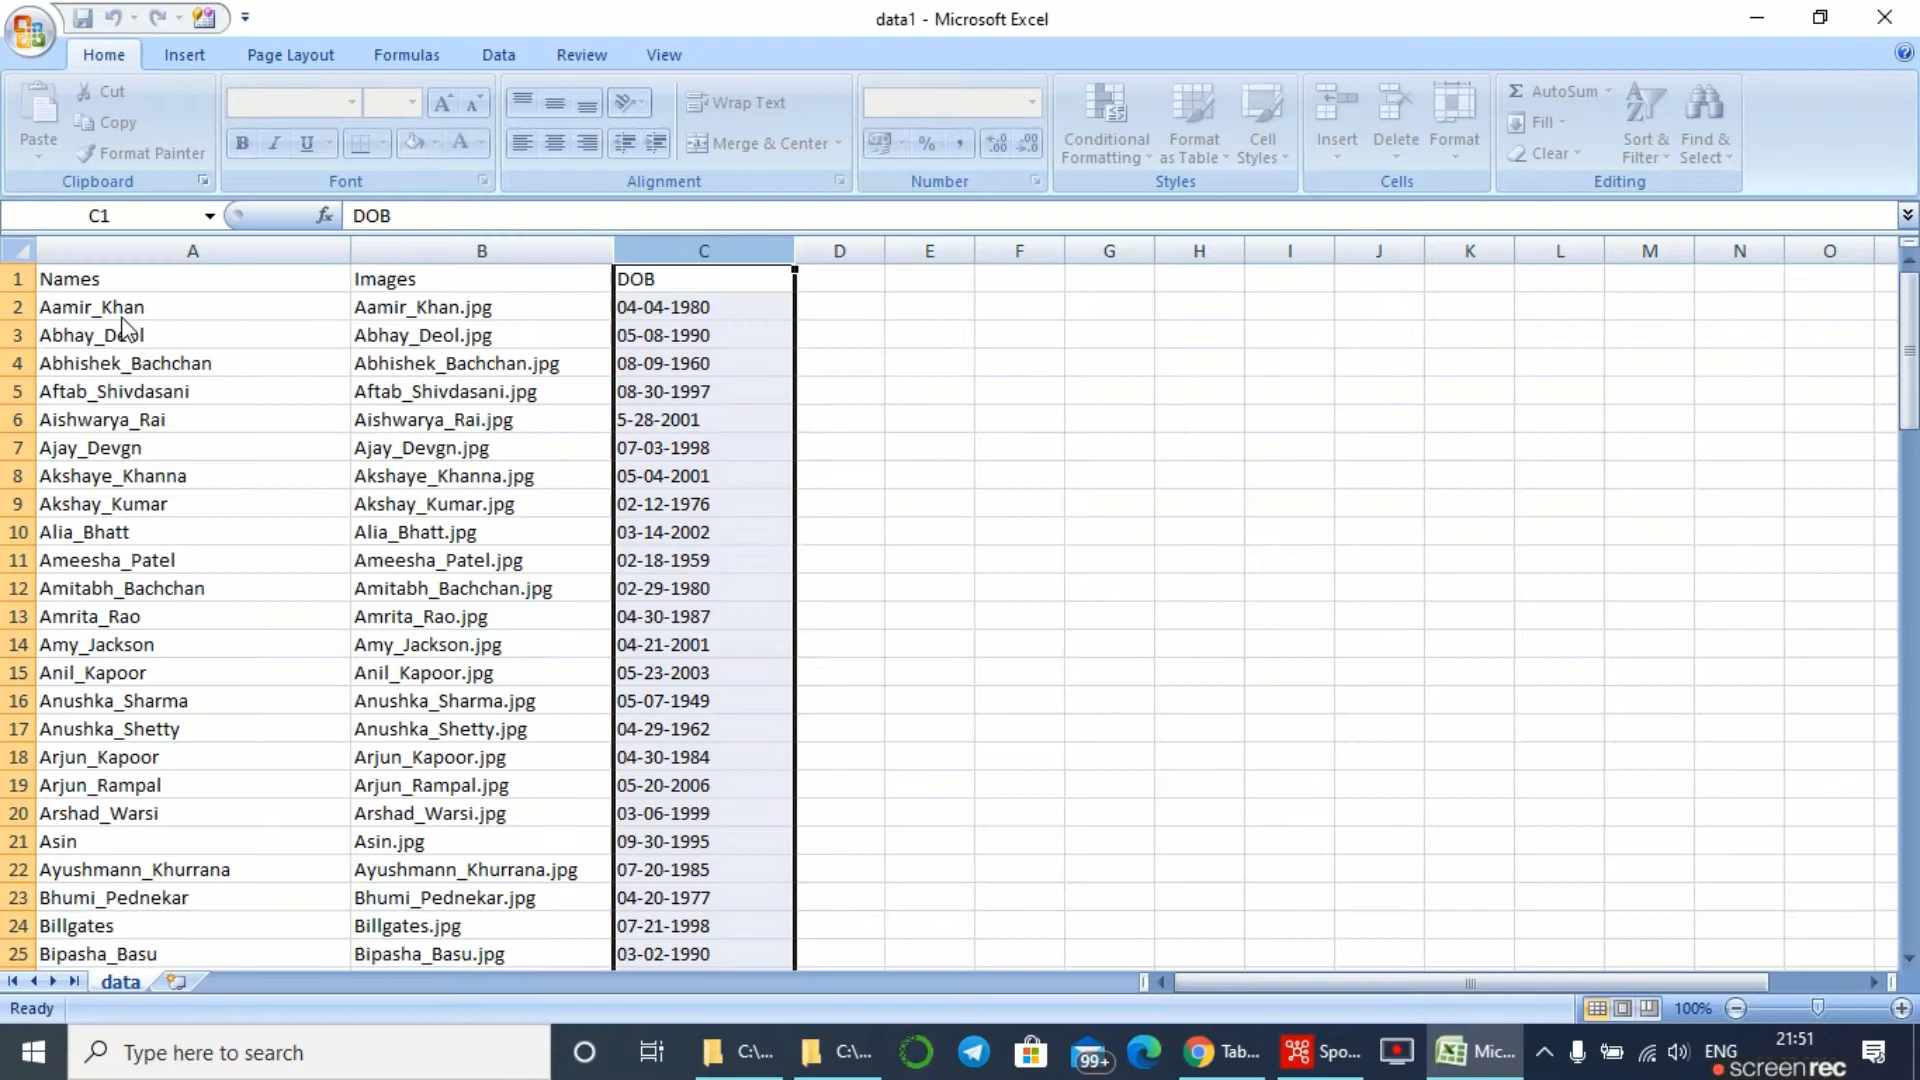 data1 - Microsoft Excel
Home Insert Page Layout Formulas Data Review View
Paste Cut Copy Format Painter Clipboard
B I U A A Font
Wrap Text Merge & Center Alignment
% , Number
Conditional Formatting Format as Table Cell Styles Styles
Insert Delete Format Cells
AutoSum Fill Clear Sort & Filter Find & Select Editing
C1 fx DOB
A B C D E F G H I J K L M N O
1 Names Images DOB
2 Aamir_Khan Aamir_Khan.jpg 04-04-1980
3 Abhay_Deol Abhay_Deol.jpg 05-08-1990
4 Abhishek_Bachchan Abhishek_Bachchan.jpg 08-09-1960
5 Aftab_Shivdasani Aftab_Shivdasani.jpg 08-30-1997
6 Aishwarya_Rai Aishwarya_Rai.jpg 5-28-2001
7 Ajay_Devgn Ajay_Devgn.jpg 07-03-1998
8 Akshaye_Khanna Akshaye_Khanna.jpg 05-04-2001
9 Akshay_Kumar Akshay_Kumar.jpg 02-12-1976
10 Alia_Bhatt Alia_Bhatt.jpg 03-14-2002
11 Ameesha_Patel Ameesha_Patel.jpg 02-18-1959
12 Amitabh_Bachchan Amitabh_Bachchan.jpg 02-29-1980
13 Amrita_Rao Amrita_Rao.jpg 04-30-1987
14 Amy_Jackson Amy_Jackson.jpg 04-21-2001
15 Anil_Kapoor Anil_Kapoor.jpg 05-23-2003
16 Anushka_Sharma Anushka_Sharma.jpg 05-07-1949
17 Anushka_Shetty Anushka_Shetty.jpg 04-29-1962
18 Arjun_Kapoor Arjun_Kapoor.jpg 04-30-1984
19 Arjun_Rampal Arjun_Rampal.jpg 05-20-2006
20 Arshad_Warsi Arshad_Warsi.jpg 03-06-1999
21 Asin Asin.jpg 09-30-1995
22 Ayushmann_Khurrana Ayushmann_Khurrana.jpg 07-20-1985
23 Bhumi_Pednekar Bhumi_Pednekar.jpg 04-20-1977
24 Billgates Billgates.jpg 07-21-1998
25 Bipasha_Basu Bipasha_Basu.jpg 03-02-1990
data
Ready 100%
Type here to search C:\... C:\... 99+ Tab... Spo... Mic... ENG 21:51
screenrec